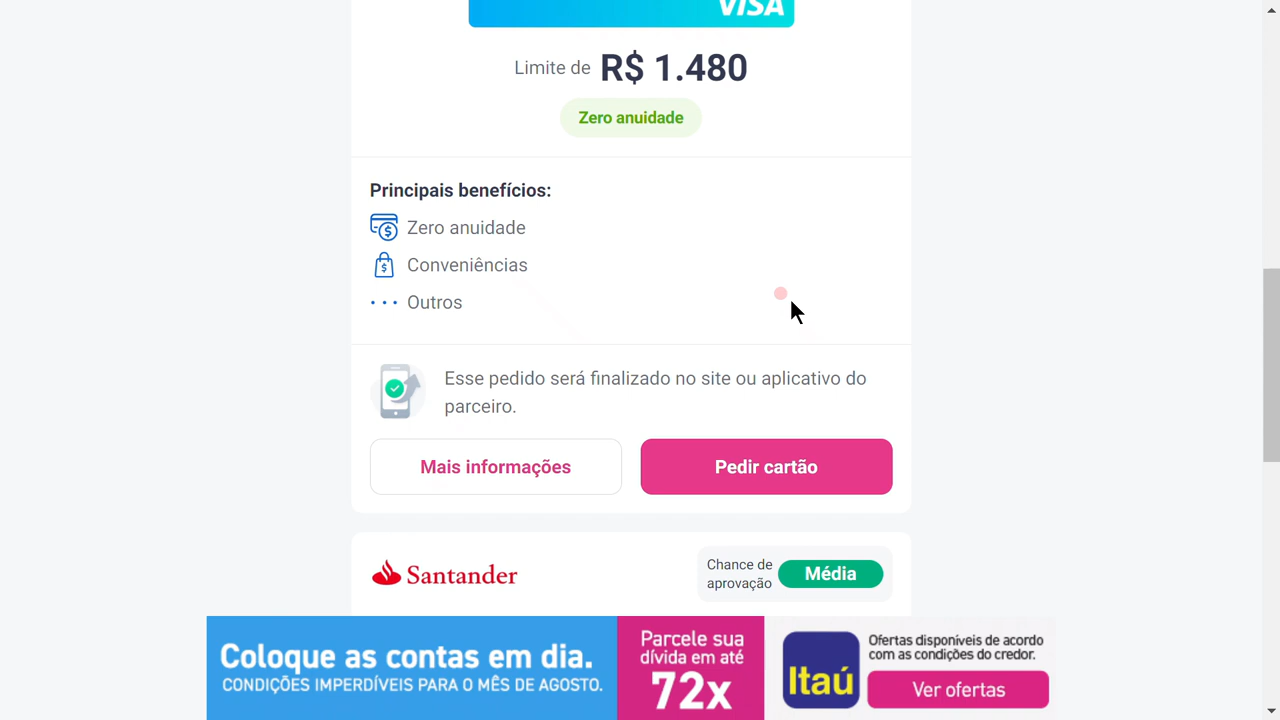 VISA
Limite de R$ 1.480
Zero anuidade
Principais benefícios:
Zero anuidade
Conveniências
Outros
Esse pedido será finalizado no site ou aplicativo do
parceiro.
Mais informações
Pedir cartão
Santander
Chance de
aprovação
Média
Coloque as contas em dia.
CONDIÇÕES IMPERDÍVEIS PARA O MÊS DE AGOSTO.
Parcele sua
dívida em até
72x
Itaú
Ofertas disponíveis de acordo
com as condições do credor.
Ver ofertas